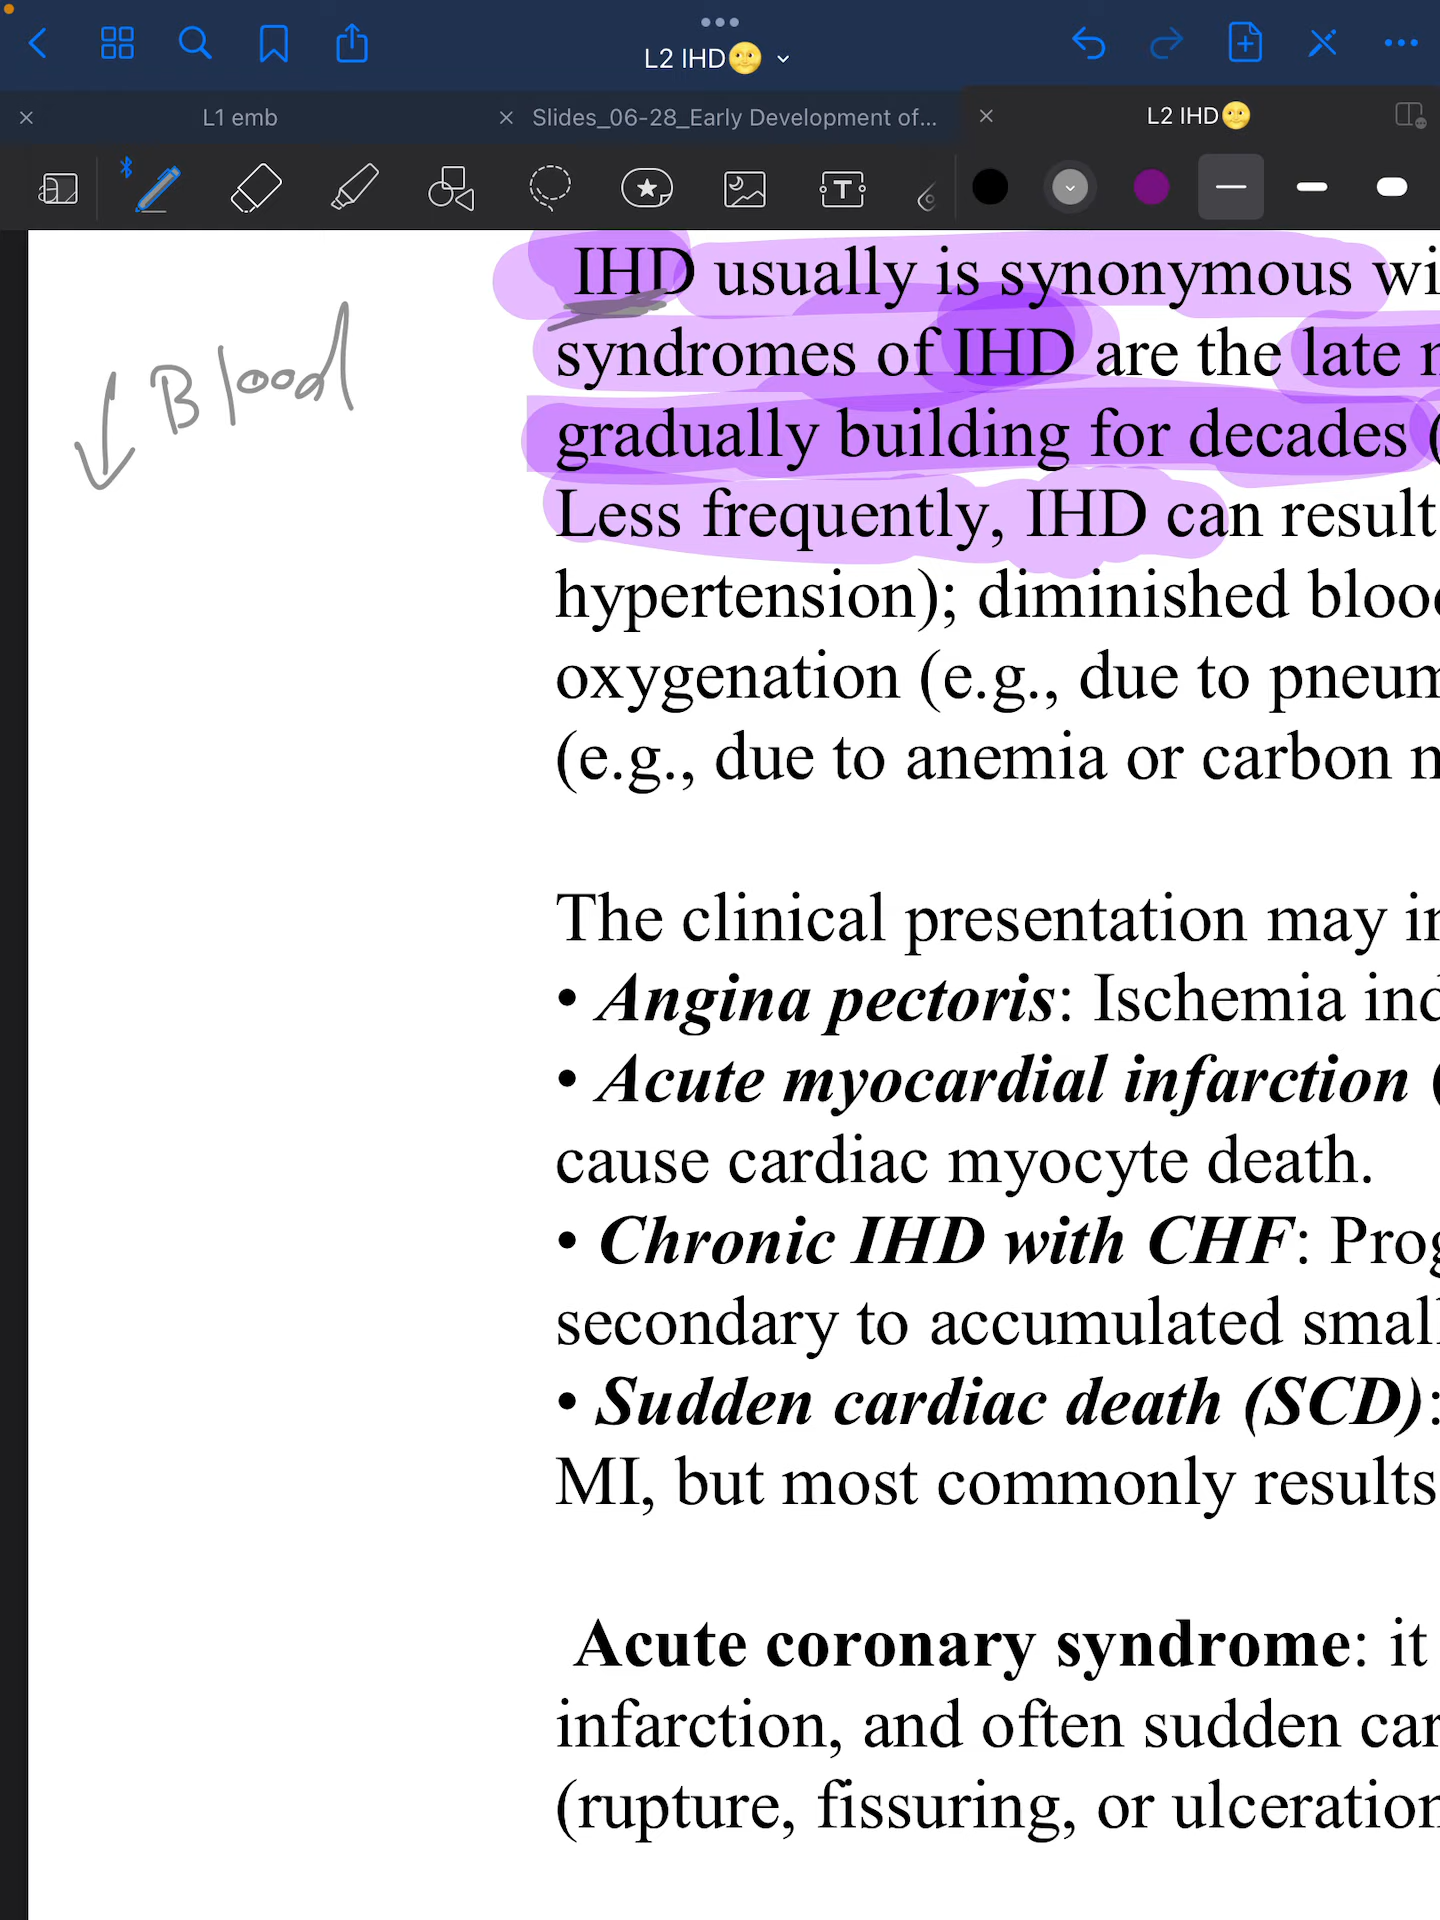 L2 IHD🌝
L1 emb
Slides_06-28_Early Development of...
L2 IHD🌝
IHD usually is synonymous wi
syndromes of IHD are the late
↓ Blood
gradually building for decades (
Less frequently, IHD can result
hypertension); diminished bloo
oxygenation (e.g., due to pneum
(e.g., due to anemia or carbon
The clinical presentation may in
• Angina pectoris: Ischemia ind
• Acute myocardial infarction (
cause cardiac myocyte death.
• Chronic IHD with CHF: Prog
secondary to accumulated small
• Sudden cardiac death (SCD):
MI, but most commonly results
Acute coronary syndrome: it
infarction, and often sudden car
(rupture, fissuring, or ulceration